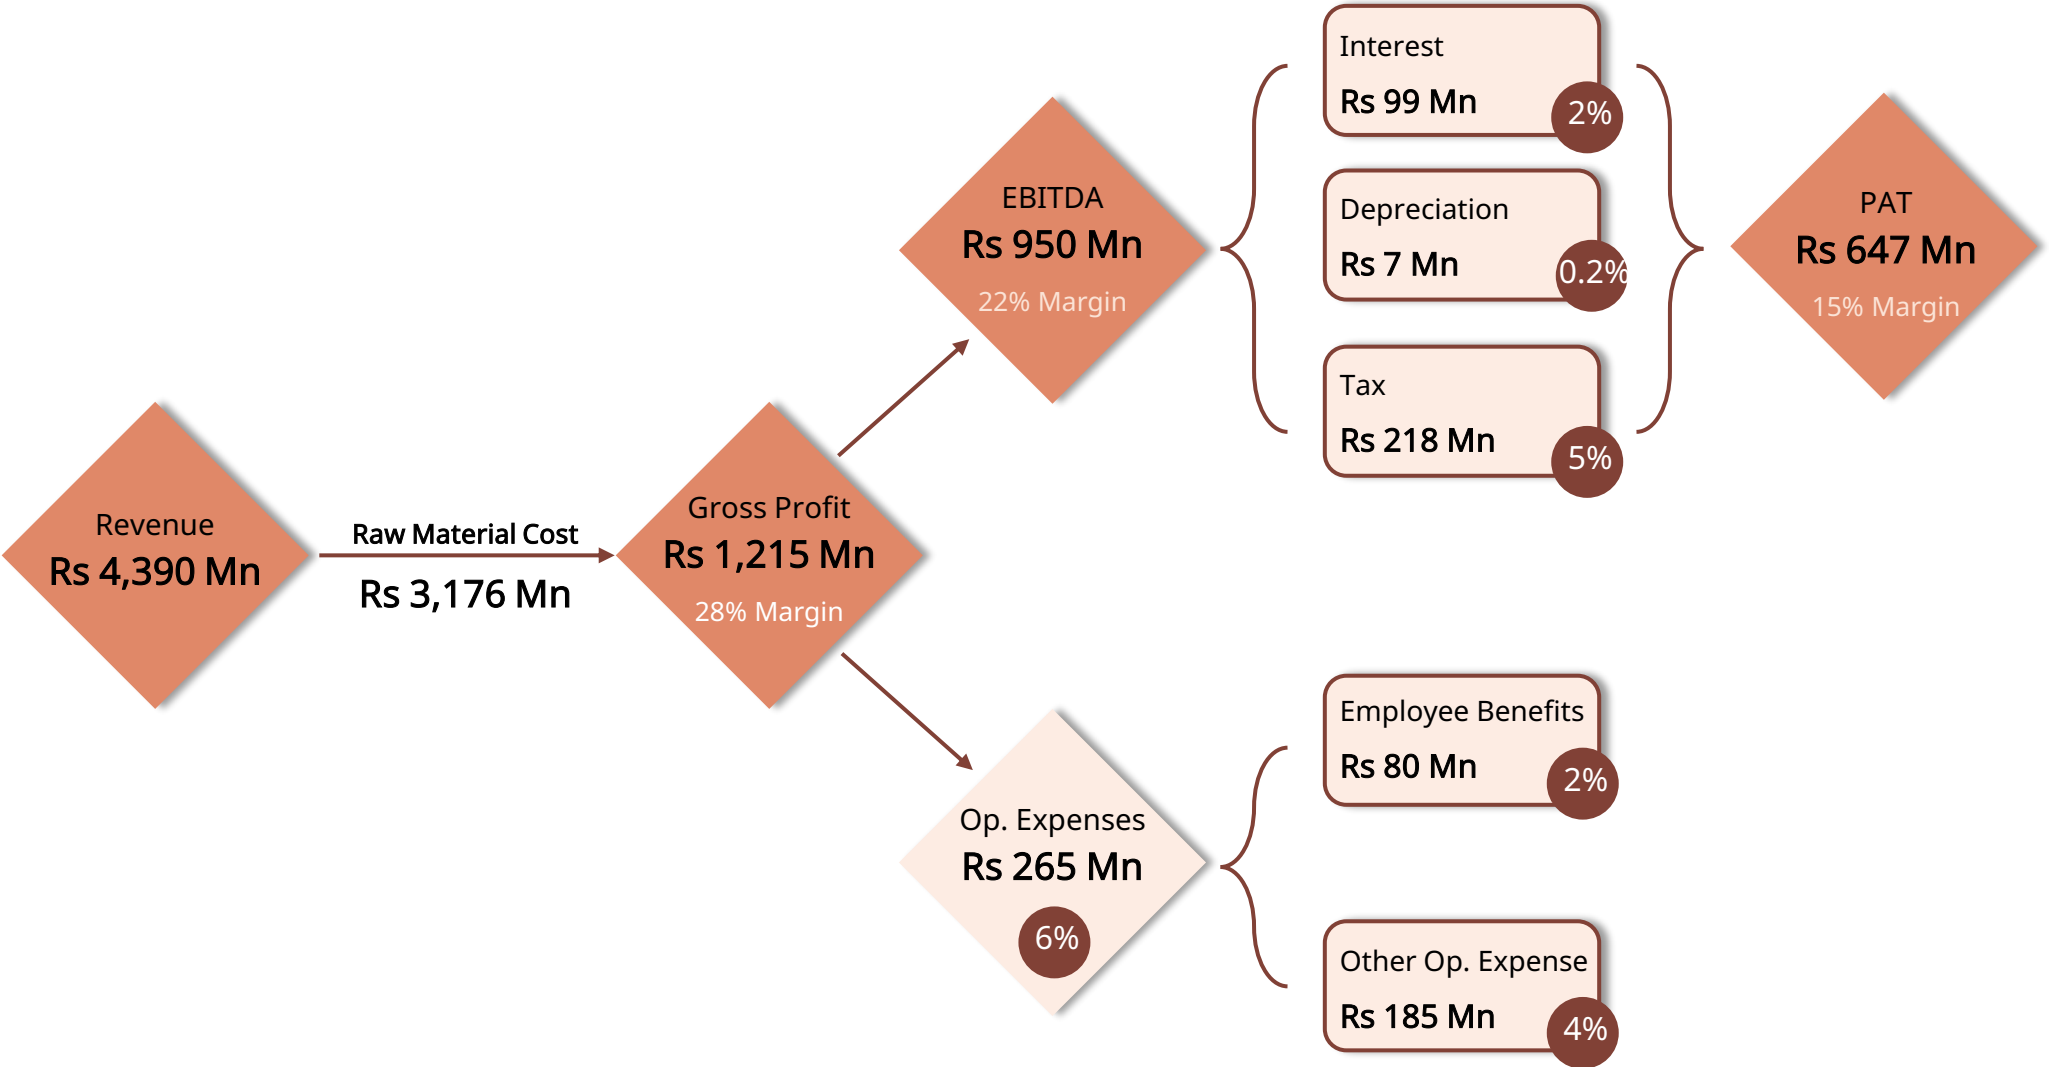 Revenue
Rs 4,390 Mn
Raw Material Cost
Rs 3,176 Mn
Gross Profit
Rs 1,215 Mn
28% Margin
EBITDA
Rs 950 Mn
22% Margin
Interest
Rs 99 Mn
2%
Depreciation
Rs 7 Mn
0.2%
Tax
Rs 218 Mn
5%
PAT
Rs 647 Mn
15% Margin
Op. Expenses
Rs 265 Mn
6%
Employee Benefits
Rs 80 Mn
2%
Other Op. Expense
Rs 185 Mn
4%